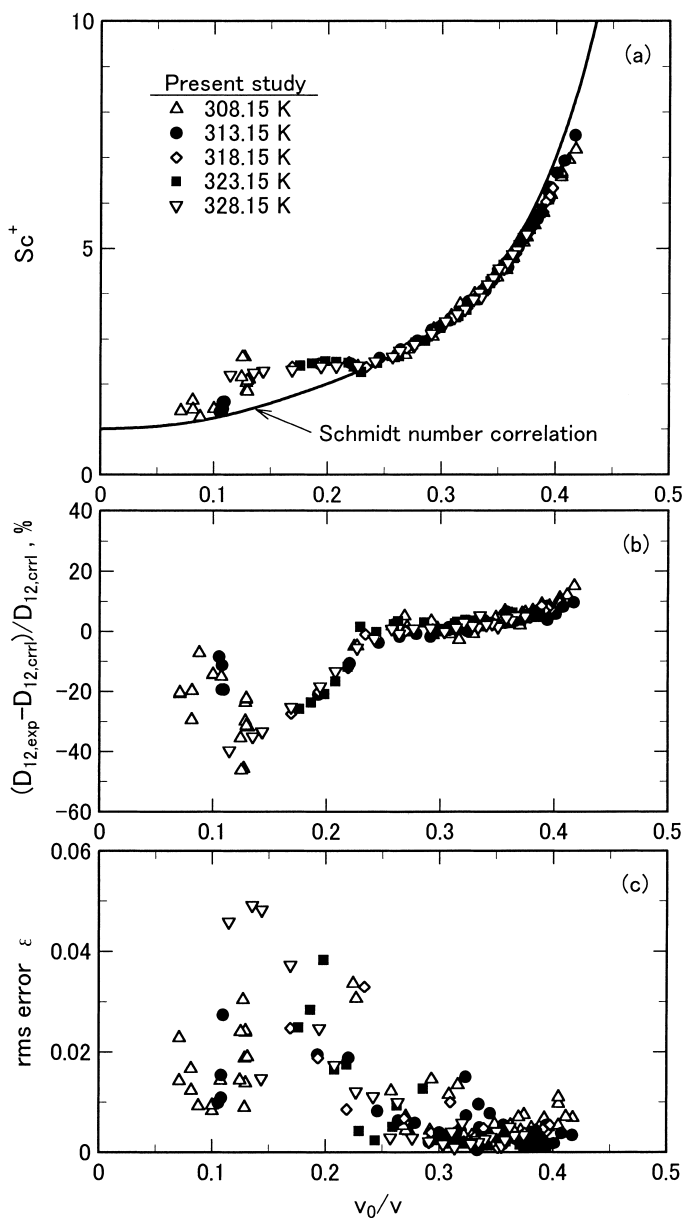 10
(a)
Present study
308.15 K
313.15 K
318.15 K
323.15 K
328.15 K
5
Sc+
Schmidt number correlation
0
0 0.1 0.2 0.3 0.4 0.5
40
(b)
20
0
-20
-40
-60
(D12,exp-D12,crrl)/D12,crrl , %
0 0.1 0.2 0.3 0.4 0.5
0.06
(c)
0.04
0.02
0
rms error ε
0 0.1 0.2 0.3 0.4 0.5
v0/v